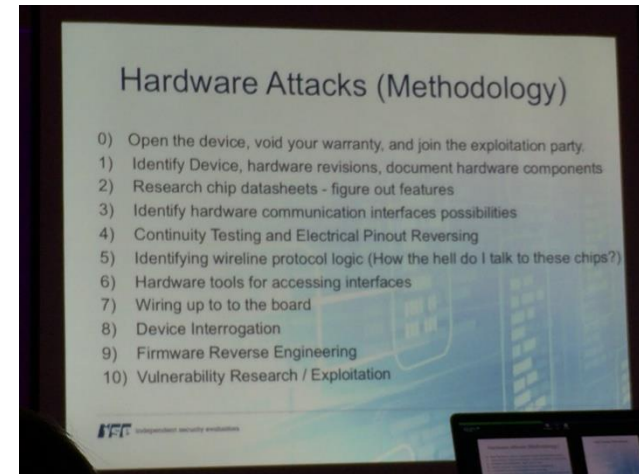 Hardware Attacks (Methodology)
0) Open the device, void your warranty, and join the exploitation party.
1) Identify Device, hardware revisions, document hardware components
2) Research chip datasheets - figure out features
3) Identify hardware communication interfaces possibilities
4) Continuity Testing and Electrical Pinout Reversing
5) Identifying wireline protocol logic (How the hell do I talk to these chips?)
6) Hardware tools for accessing interfaces
7) Wiring up to to the board
8) Device Interrogation
9) Firmware Reverse Engineering
10) Vulnerability Research / Exploitation
independent security evaluators